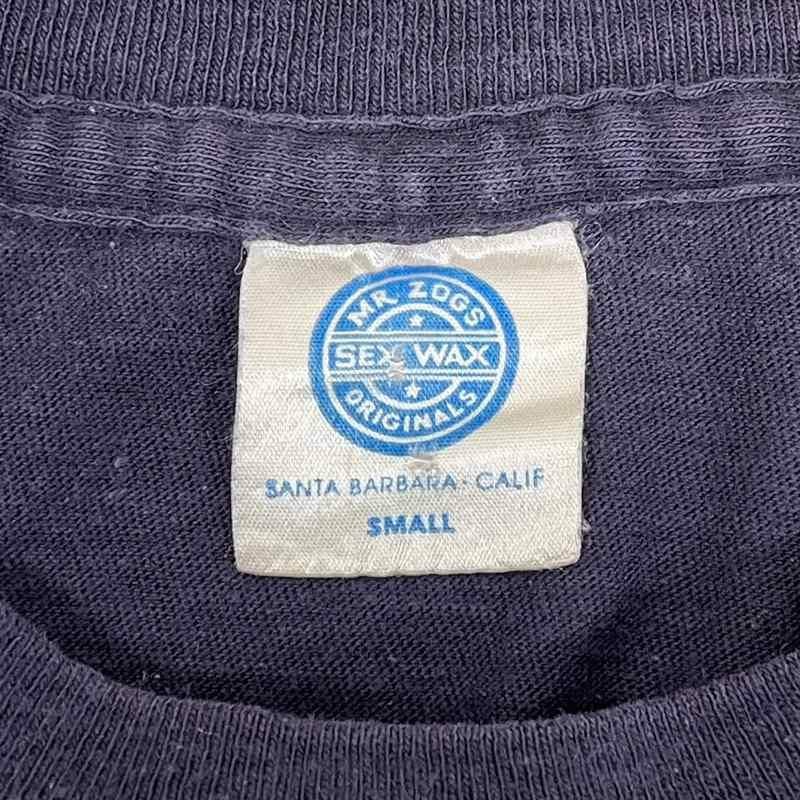 MR. ZOGS
SEX WAX
ORIGINALS
SANTA BARBARA · CALIF
SMALL